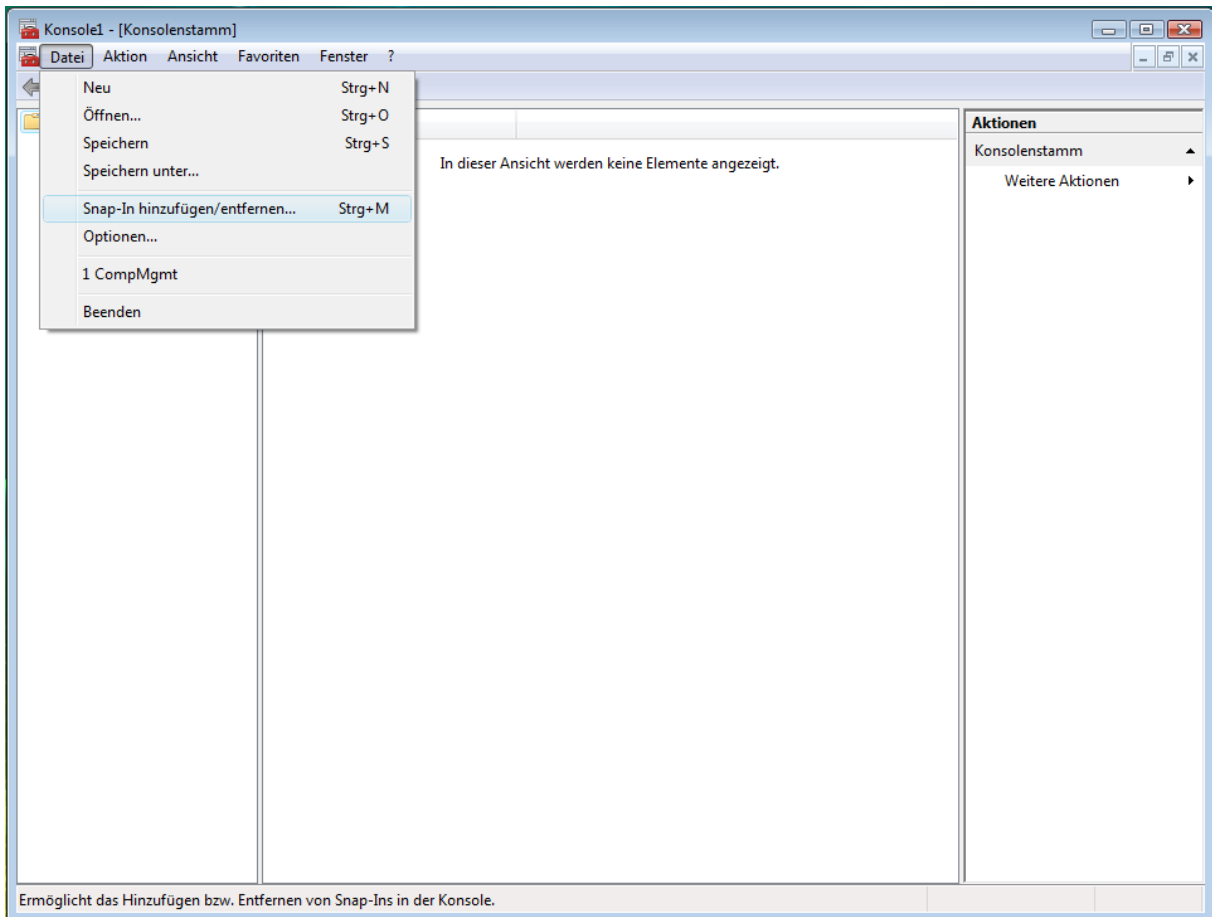 Konsole1 - [Konsolenstamm]
Datei Aktion Ansicht Favoriten Fenster ?
Neu Strg+N
Öffnen... Strg+O
Speichern Strg+S
Speichern unter...
Snap-In hinzufügen/entfernen... Strg+M
Optionen...
1 CompMgmt
Beenden
In dieser Ansicht werden keine Elemente angezeigt.
Aktionen
Konsolenstamm
Weitere Aktionen
Ermöglicht das Hinzufügen bzw. Entfernen von Snap-Ins in der Konsole.